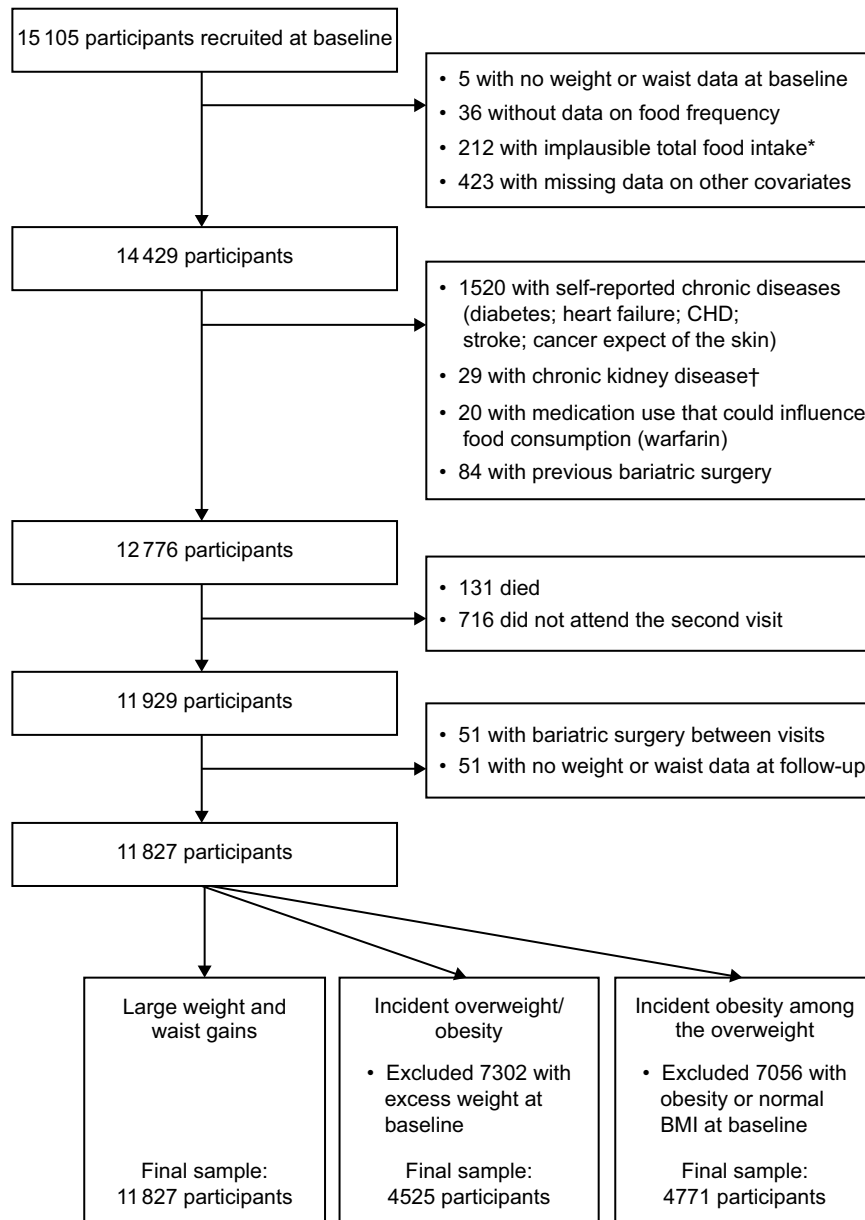 15 105 participants recruited at baseline
• 5 with no weight or waist data at baseline
• 36 without data on food frequency
• 212 with implausible total food intake*
• 423 with missing data on other covariates
14 429 participants
• 1520 with self-reported chronic diseases
(diabetes; heart failure; CHD;
stroke; cancer expect of the skin)
• 29 with chronic kidney disease†
• 20 with medication use that could influence
food consumption (warfarin)
• 84 with previous bariatric surgery
12 776 participants
• 131 died
• 716 did not attend the second visit
11 929 participants
• 51 with bariatric surgery between visits
• 51 with no weight or waist data at follow-up
11 827 participants
Large weight and
waist gains
Final sample:
11 827 participants
Incident overweight/
obesity
• Excluded 7302 with
excess weight at
baseline
Final sample:
4525 participants
Incident obesity among
the overweight
• Excluded 7056 with
obesity or normal
BMI at baseline
Final sample:
4771 participants